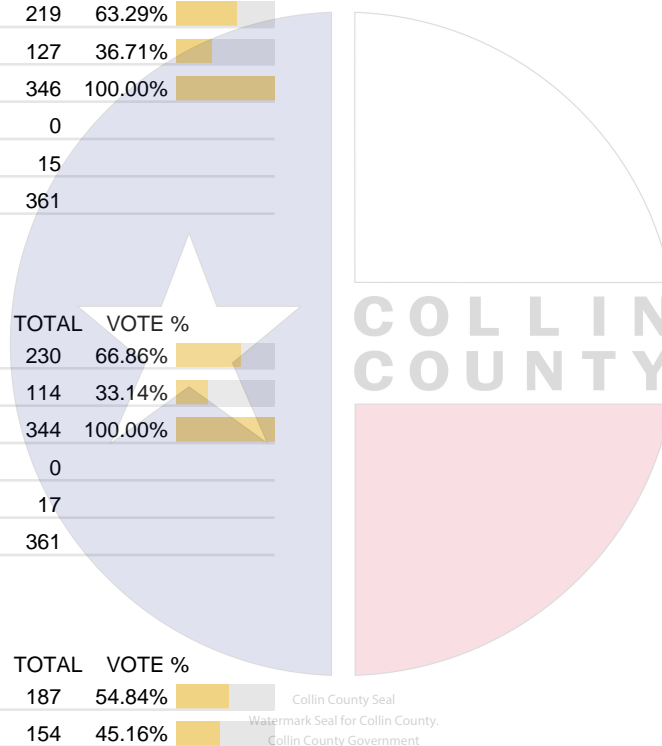 219 63.29%
127 36.71%
346 100.00%
0
15
361
COLLIN
COUNTY
TOTAL VOTE %
230 66.86%
114 33.14%
344 100.00%
0
17
361
TOTAL VOTE %
187 54.84%
154 45.16%
Collin County Seal
Watermark Seal for Collin County.
Collin County Government